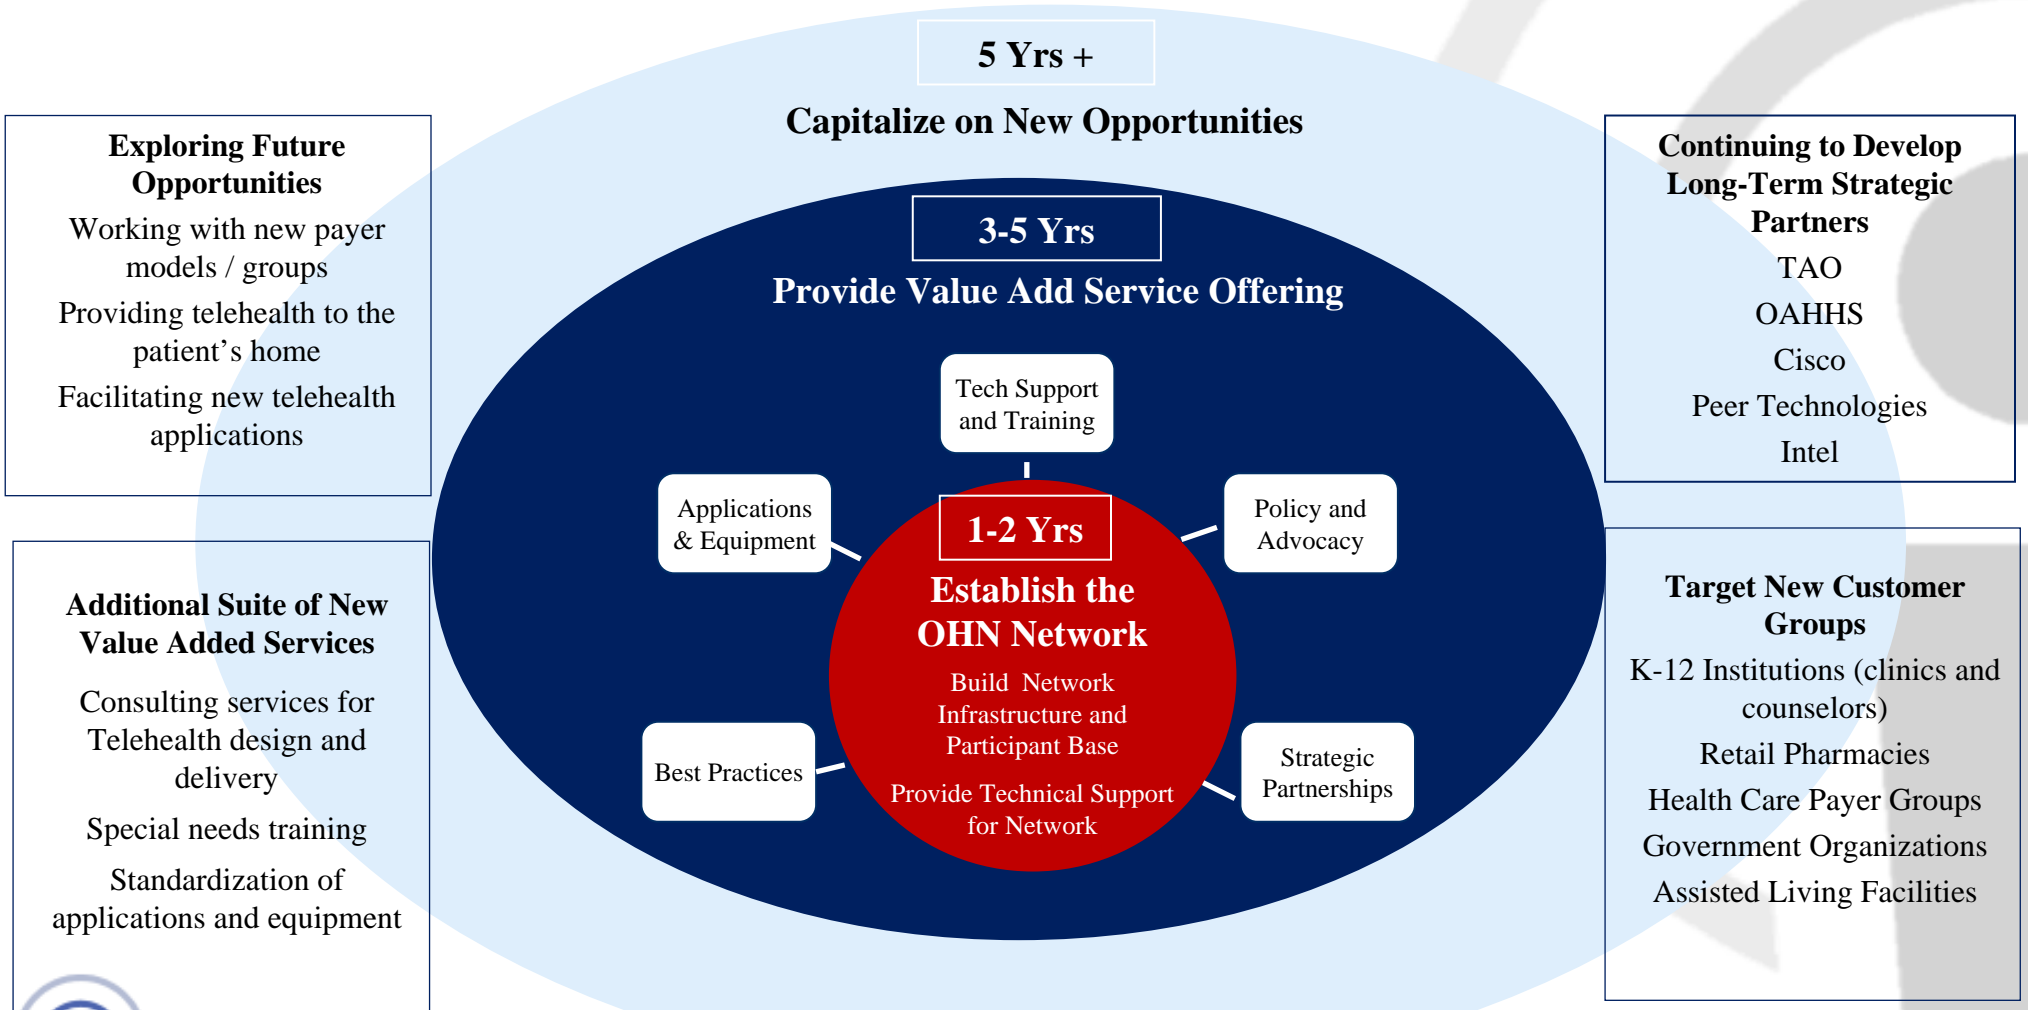 5 Yrs +
Capitalize on New Opportunities
Exploring Future
Opportunities
Working with new payer
models / groups
Providing telehealth to the
patient’s home
Facilitating new telehealth
applications
Additional Suite of New
Value Added Services
Consulting services for
Telehealth design and
delivery
Special needs training
Standardization of
applications and equipment
3-5 Yrs
Provide Value Add Service Offering
Tech Support
and Training
Applications
& Equipment
Policy and
Advocacy
Best Practices
Strategic
Partnerships
1-2 Yrs
Establish the
OHN Network
Build  Network
Infrastructure and
Participant Base
Provide Technical Support
for Network
Continuing to Develop
Long-Term Strategic
Partners
TAO
OAHHS
Cisco
Peer Technologies
Intel
Target New Customer
Groups
K-12 Institutions (clinics and
counselors)
Retail Pharmacies
Health Care Payer Groups
Government Organizations
Assisted Living Facilities